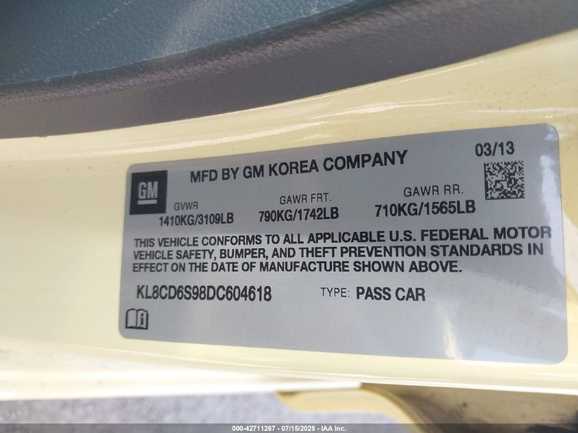 MFD BY GM KOREA COMPANY
03/13
GM
GVWR
1410KG/3109LB
GAWR FRT.
790KG/1742LB
GAWR RR.
710KG/1565LB
THIS VEHICLE CONFORMS TO ALL APPLICABLE U.S. FEDERAL MOTOR
VEHICLE SAFETY, BUMPER, AND THEFT PREVENTION STANDARDS IN
EFFECT ON THE DATE OF MANUFACTURE SHOWN ABOVE.
KL8CD6S98DC604618
TYPE: PASS CAR
000-42711287 - 07/15/2025 - IAA Inc.